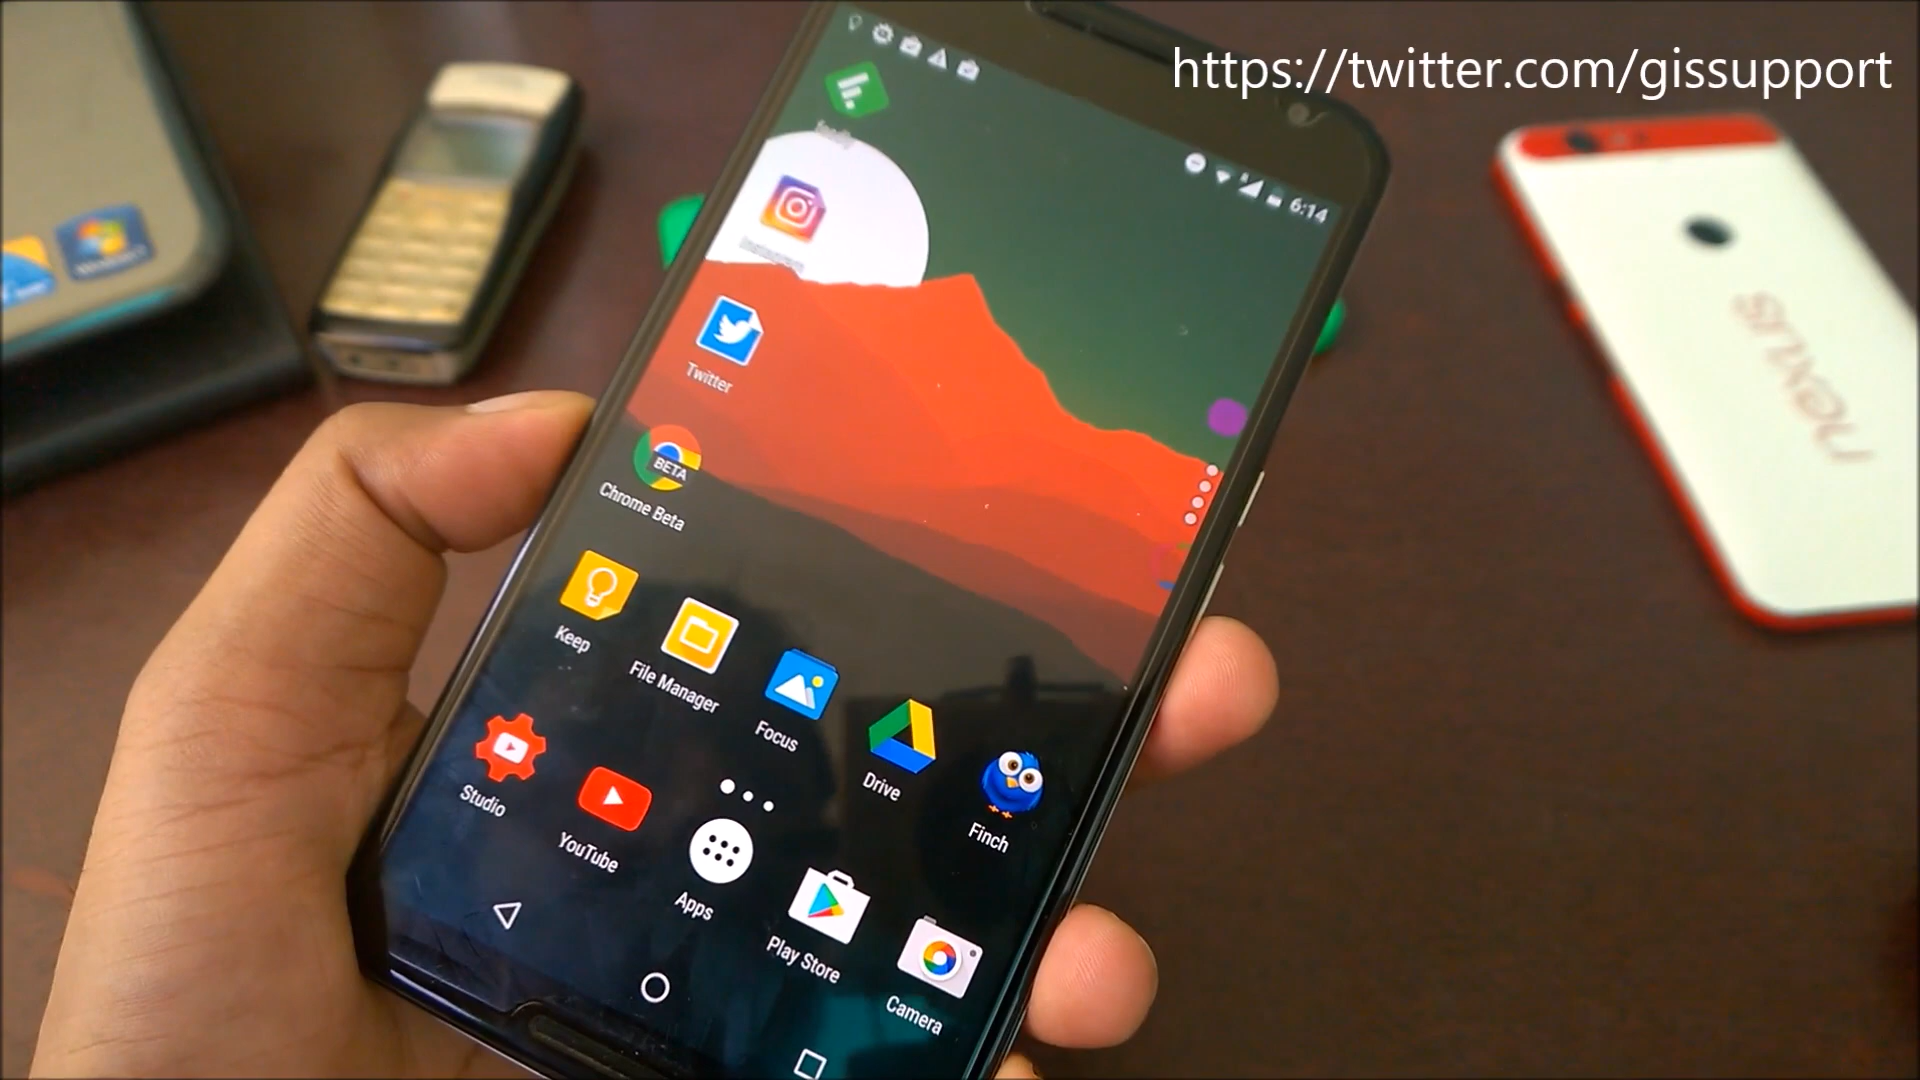 https://twitter.com/gissupport
6:14
Instagram
Twitter
BETA
Chrome Beta
Keep
File Manager
Focus
Drive
Finch
Studio
YouTube
Apps
Play Store
Camera
nexus